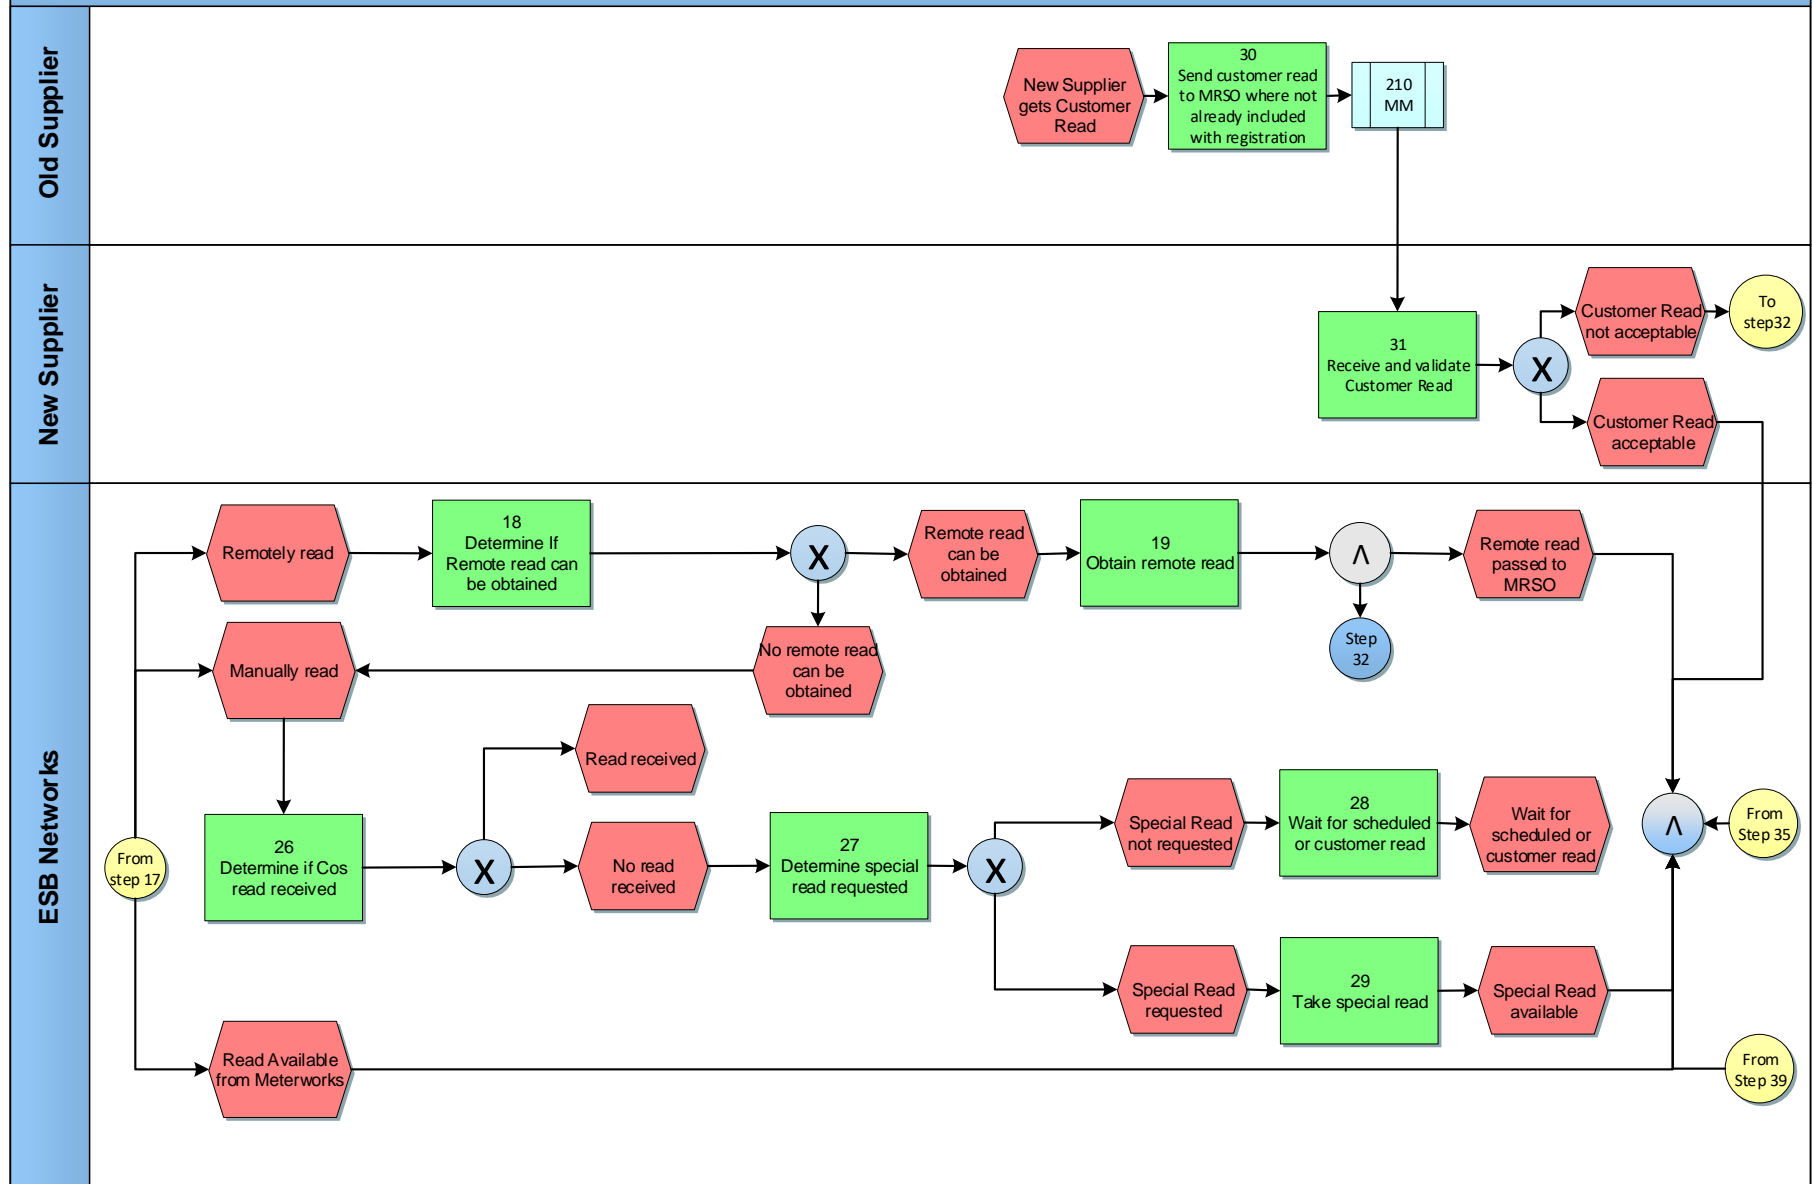 Old Supplier
New Supplier
gets Customer
Read
30
Send customer read
to MRSO where not
already included
with registration
210
MM
New Supplier
31
Receive and validate
Customer Read
X
Customer Read
not acceptable
To
step32
Customer Read
acceptable
ESB Networks
From
step 17
Remotely read
18
Determine If
Remote read can
be obtained
X
Remote read
can be
obtained
19
Obtain remote read
Λ
Remote read
passed to
MRSO
Step
32
No remote read
can be
obtained
Manually read
26
Determine if Cos
read received
X
Read received
No read
received
27
Determine special
read requested
X
Special Read
not requested
28
Wait for scheduled
or customer read
Wait for
scheduled or
customer read
Λ
From
Step 35
Special Read
requested
29
Take special read
Special Read
available
Read Available
from Meterworks
From
Step 39